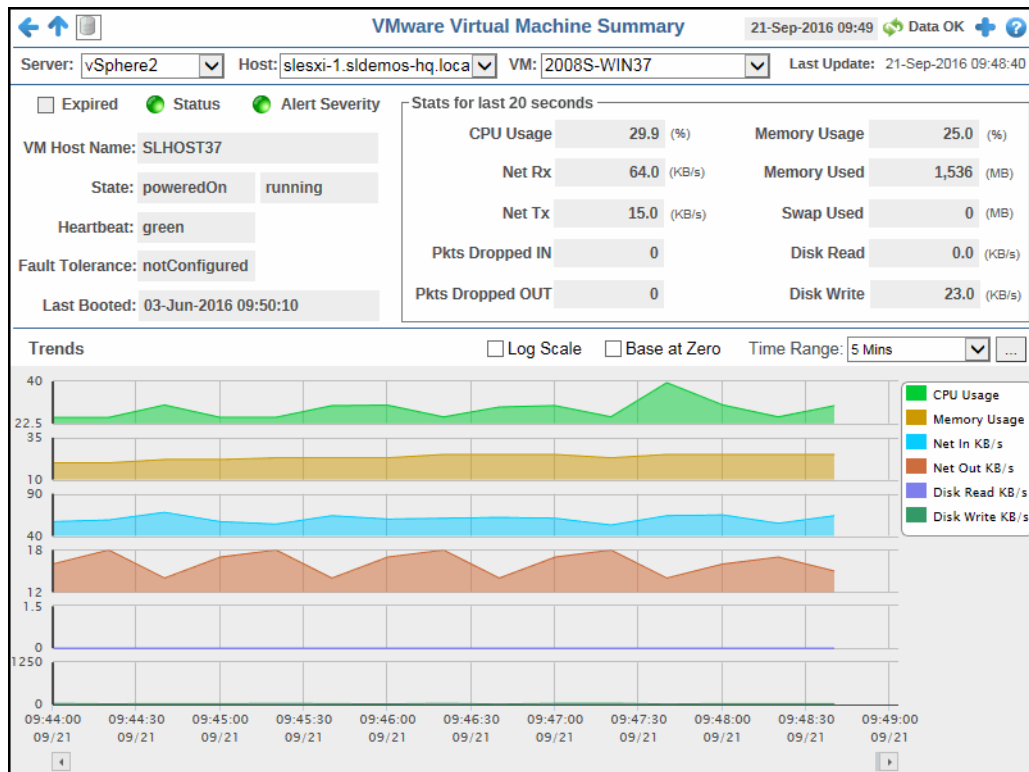 VMware Virtual Machine Summary 21-Sep-2016 09:49 Data OK
Server: vSphere2 Host: slesxi-1.sldemos-hq.loca VM: 2008S-WIN37 Last Update: 21-Sep-2016 09:48:40
Expired Status Alert Severity
VM Host Name: SLHOST37
State: poweredOn running
Heartbeat: green
Fault Tolerance: notConfigured
Last Booted: 03-Jun-2016 09:50:10
Stats for last 20 seconds
CPU Usage 29.9 (%) Memory Usage 25.0 (%)
Net Rx 64.0 (KB/s) Memory Used 1,536 (MB)
Net Tx 15.0 (KB/s) Swap Used 0 (MB)
Pkts Dropped IN 0 Disk Read 0.0 (KB/s)
Pkts Dropped OUT 0 Disk Write 23.0 (KB/s)
Trends Log Scale Base at Zero Time Range: 5 Mins ...
40
22.5
35
10
90
40
18
12
1.5
0
1250
0
CPU Usage
Memory Usage
Net In KB/s
Net Out KB/s
Disk Read KB/s
Disk Write KB/s
09:44:00 09:44:30 09:45:00 09:45:30 09:46:00 09:46:30 09:47:00 09:47:30 09:48:00 09:48:30 09:49:00
09/21 09/21 09/21 09/21 09/21 09/21 09/21 09/21 09/21 09/21 09/21